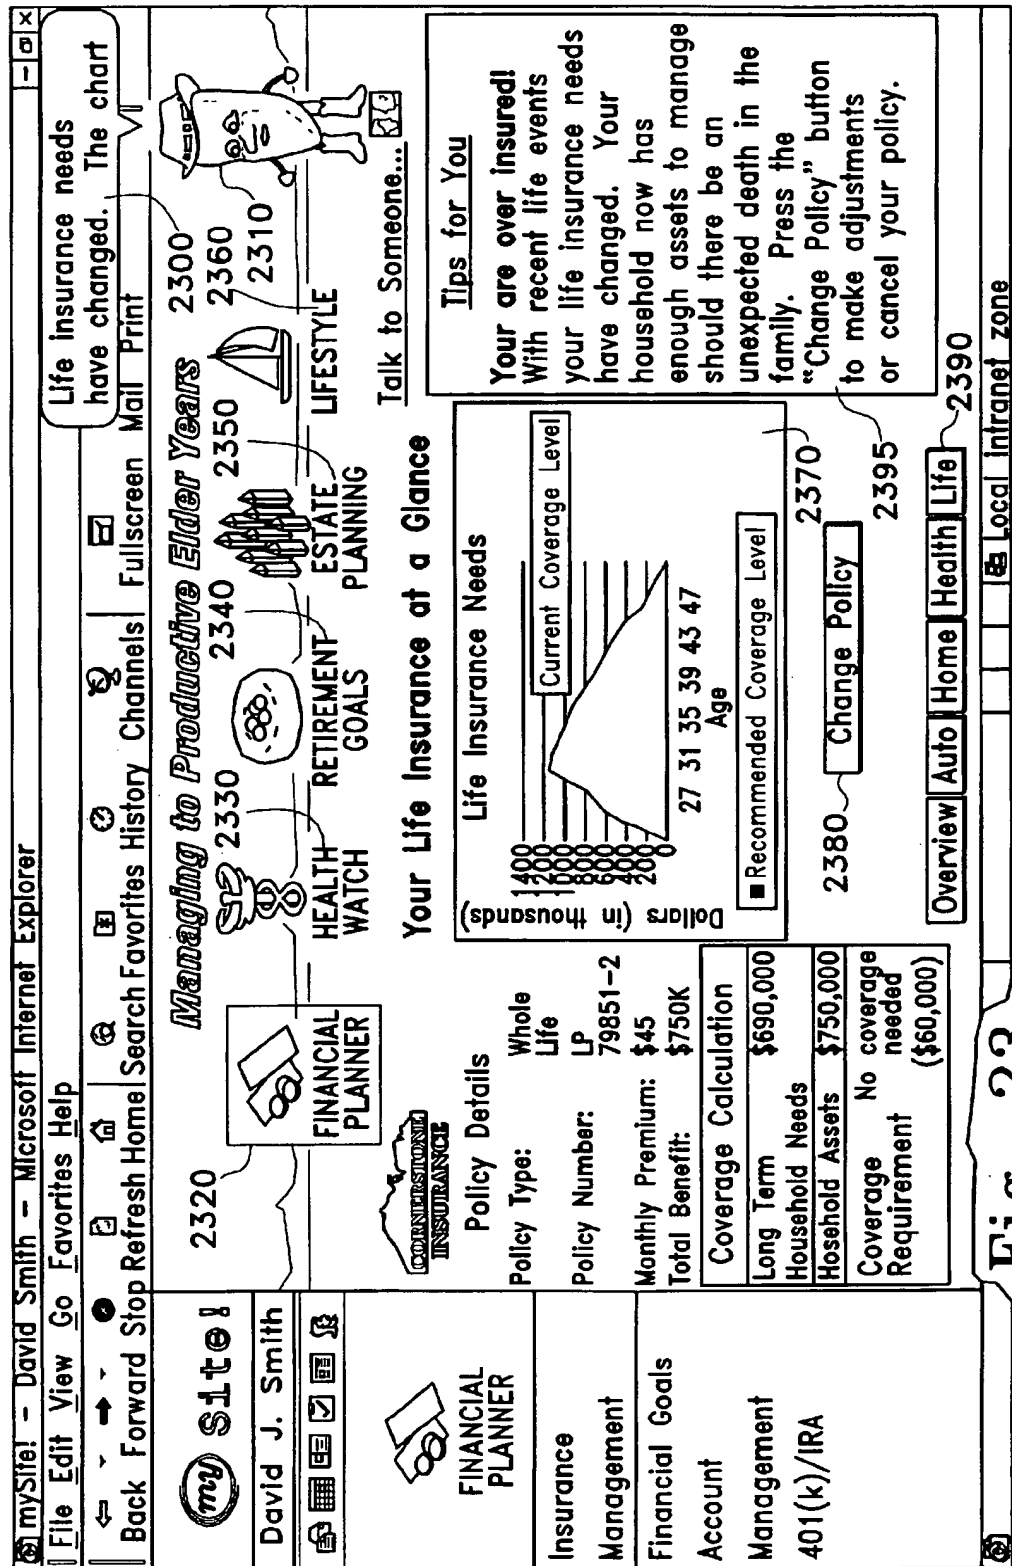 mySite! - David Smith - Microsoft Internet Explorer
File Edit View Go Favorites Help
Back Forward Stop Refresh Home Search Favorites History Channels Fullscreen Mail Print
Life insurance needs
have changed. The chart
my Site!
David J. Smith
FINANCIAL
PLANNER
Insurance
Management
Financial Goals
Account
Management
401(k)/IRA
Managing to Productive Elder Years
2320
2330
2340
2350
2300
2360
2310
FINANCIAL
PLANNER
HEALTH
WATCH
RETIREMENT
GOALS
ESTATE
PLANNING
LIFESTYLE
CORNERSTONE
INSURANCE
Your Life Insurance at a Glance
Talk to Someone...
Policy Details
Policy Type: Whole
Life
Policy Number: LP
79851-2
Monthly Premium: $45
Total Benefit: $750K
Coverage Calculation
Long Term $690,000
Household Needs
Hosehold Assets $750,000
Coverage No coverage
Requirement needed
($60,000)
Life Insurance Needs
Dollars (in thousands)
1400
1200
1000
800
600
400
200
0
Current Coverage Level
27 31 35 39 43 47
Age
■ Recommended Coverage Level
2370
2380
Change Policy
2395
Overview Auto Home Health Life
2390
Tips for You
Your are over insured!
With recent life events
your life insurance needs
have changed. Your
household now has
enough assets to manage
should there be an
unexpected death in the
family. Press the
"Change Policy" button
to make adjustments
or cancel your policy.
Local intranet zone